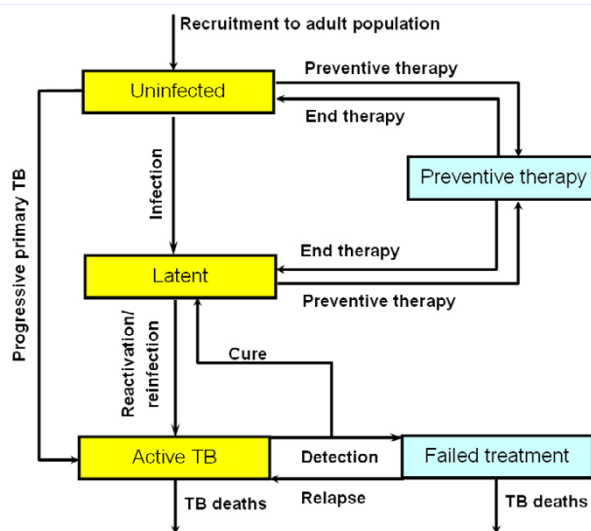 Recruitment to adult population
Preventive therapy
Uninfected
End therapy
Progressive primary TB
Infection
Preventive therapy
End therapy
Latent
Preventive therapy
Reactivation/
reinfection
Cure
Active TB
Detection
Failed treatment
Relapse
TB deaths
TB deaths